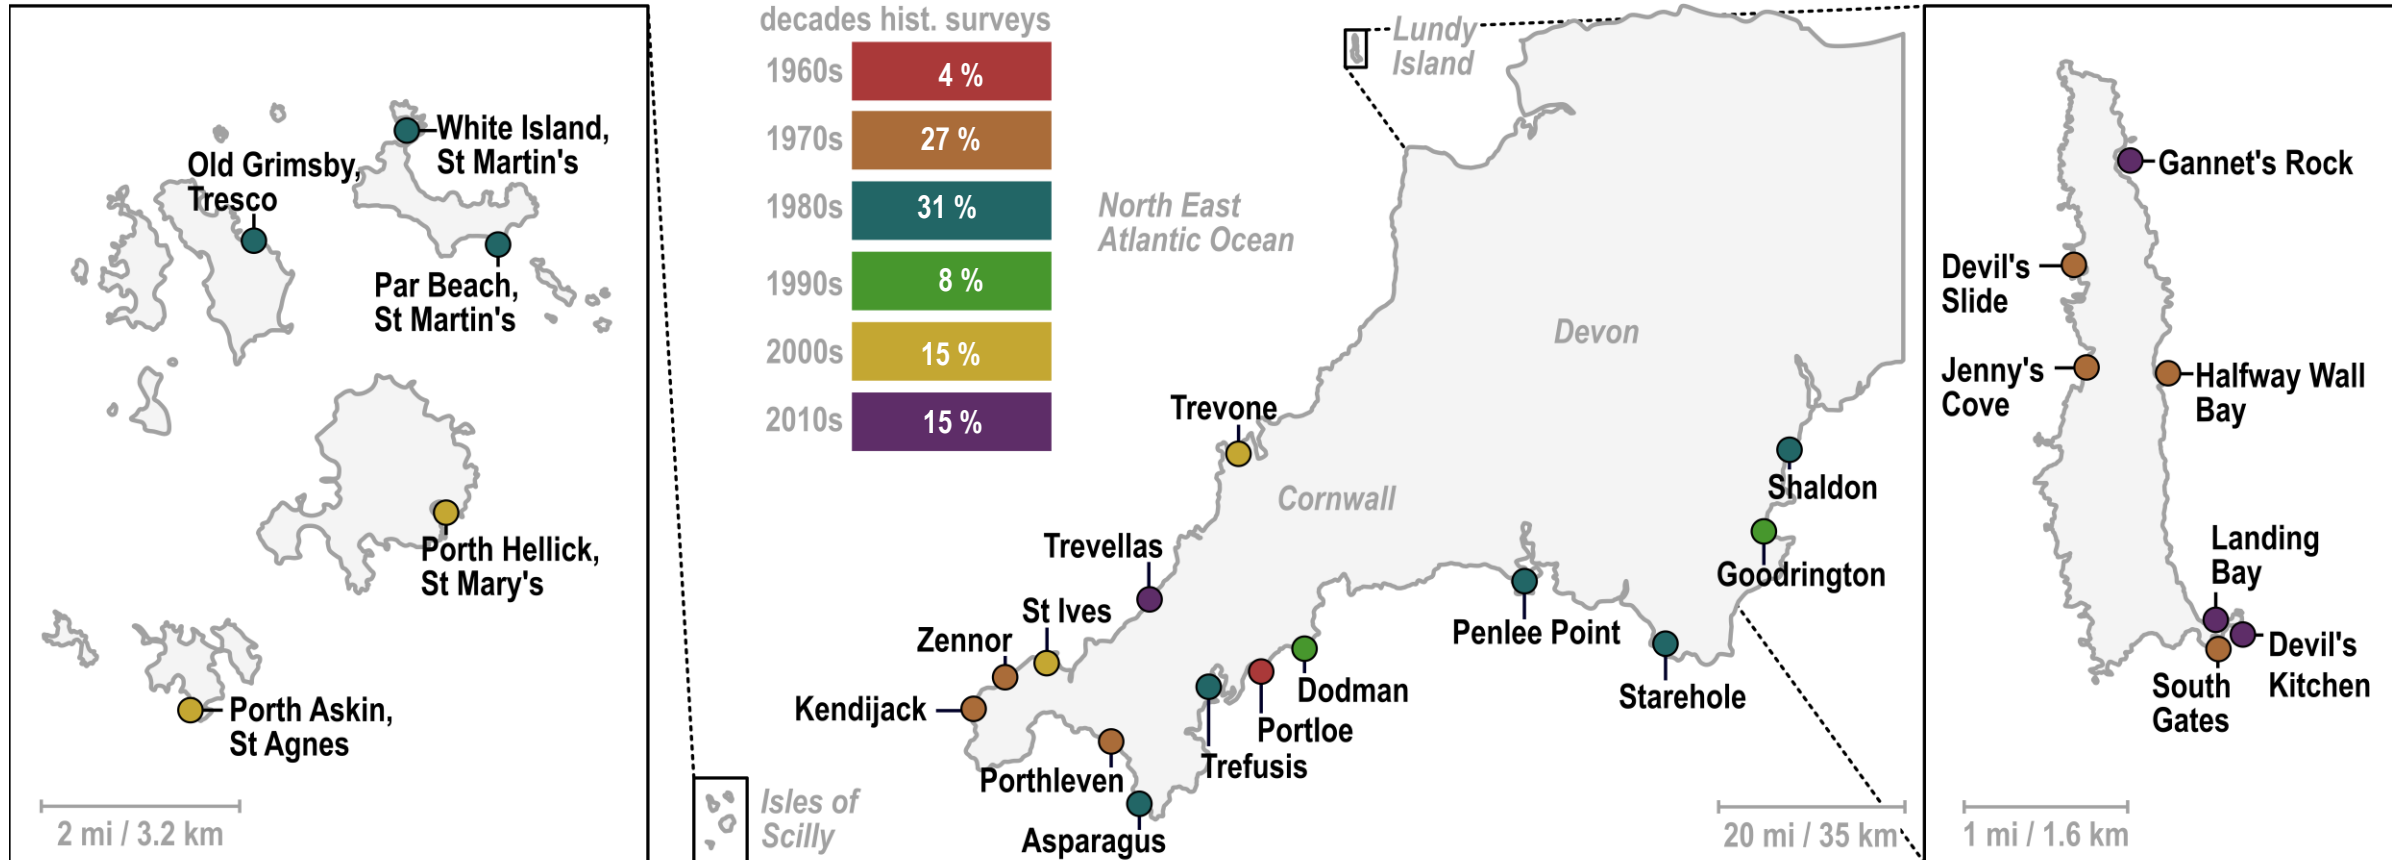 decades hist. surveys
1960s 4 %
1970s 27 %
1980s 31 %
1990s 8 %
2000s 15 %
2010s 15 %
White Island,
St Martin's
Old Grimsby,
Tresco
Par Beach,
St Martin's
Porth Hellick,
St Mary's
Porth Askin,
St Agnes
2 mi / 3.2 km
Lundy
Island
North East
Atlantic Ocean
Devon
Cornwall
Trevone
Trevellas
St Ives
Zennor
Kendijack
Porthleven
Asparagus
Trefusis
Portloe
Dodman
Penlee Point
Starehole
Goodrington
Shaldon
Isles of
Scilly
20 mi / 35 km
Gannet's Rock
Devil's
Slide
Jenny's
Cove
Halfway Wall
Bay
Landing
Bay
Devil's
Kitchen
South
Gates
1 mi / 1.6 km